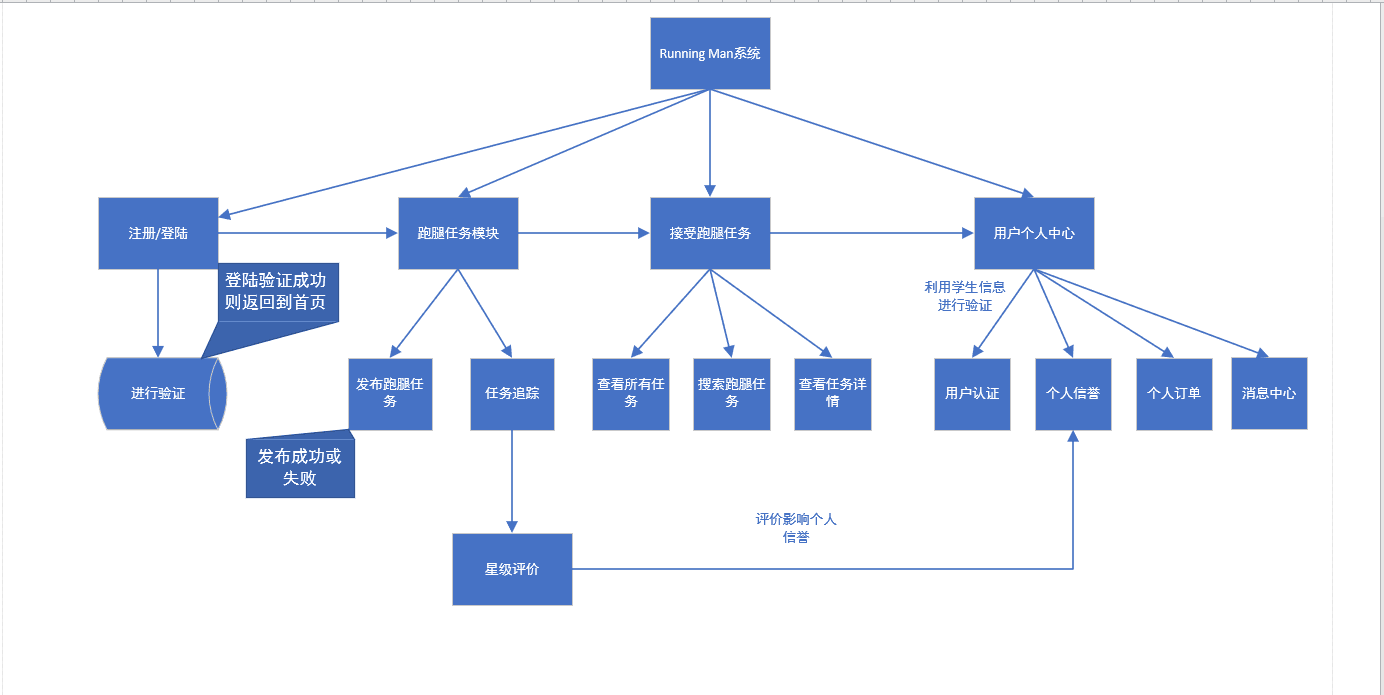 Running Man系统
注册/登陆
跑腿任务模块
接受跑腿任务
用户个人中心
登陆验证成功
则返回到首页
利用学生信息
进行验证
进行验证
发布跑腿任
务
任务追踪
查看所有任
务
搜索跑腿任
务
查看任务详
情
用户认证
个人信誉
个人订单
消息中心
发布成功或
失败
评价影响个人
信誉
星级评价